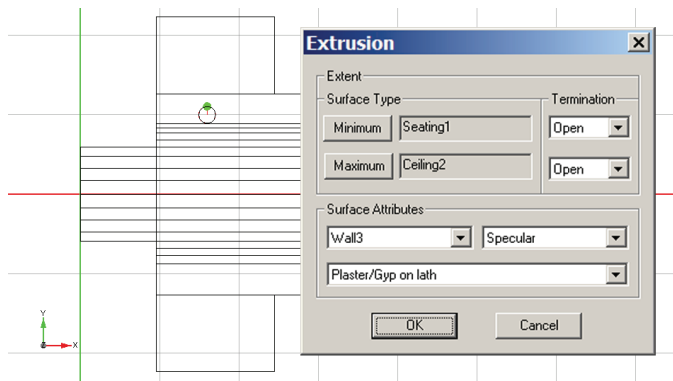 Extrusion
Extent
Surface Type
Termination
Minimum
Seating1
Open
Maximum
Ceiling2
Open
Surface Attributes
Wall3
Specular
Plaster/Gyp on lath
OK
Cancel
Y
X